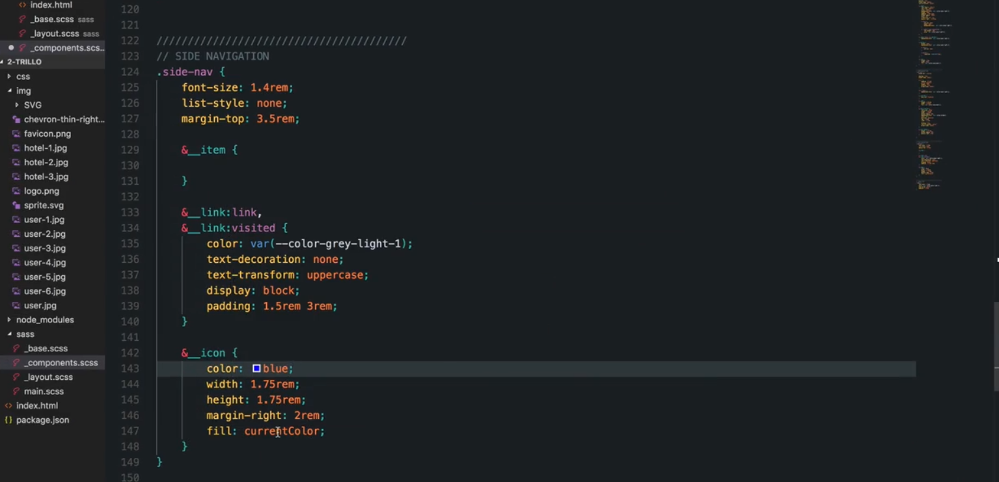 index.html
_base.scss sass
_layout.scss sass
_components.scs...
2-TRILLO
css
img
SVG
chevron-thin-right...
favicon.png
hotel-1.jpg
hotel-2.jpg
hotel-3.jpg
logo.png
sprite.svg
user-1.jpg
user-2.jpg
user-3.jpg
user-4.jpg
user-5.jpg
user-6.jpg
user.jpg
node_modules
sass
_base.scss
_components.scss
_layout.scss
main.scss
index.html
{} package.json
120
121
122 ////////////////////////////////////////
123 // SIDE NAVIGATION
124 .side-nav {
125 font-size: 1.4rem;
126 list-style: none;
127 margin-top: 3.5rem;
128
129 &__item {
130
131 }
132
133 &__link:link,
134 &__link:visited {
135 color: var(--color-grey-light-1);
136 text-decoration: none;
137 text-transform: uppercase;
138 display: block;
139 padding: 1.5rem 3rem;
140 }
141
142 &__icon {
143 color: blue;
144 width: 1.75rem;
145 height: 1.75rem;
146 margin-right: 2rem;
147 fill: currentColor;
148 }
149 }
150